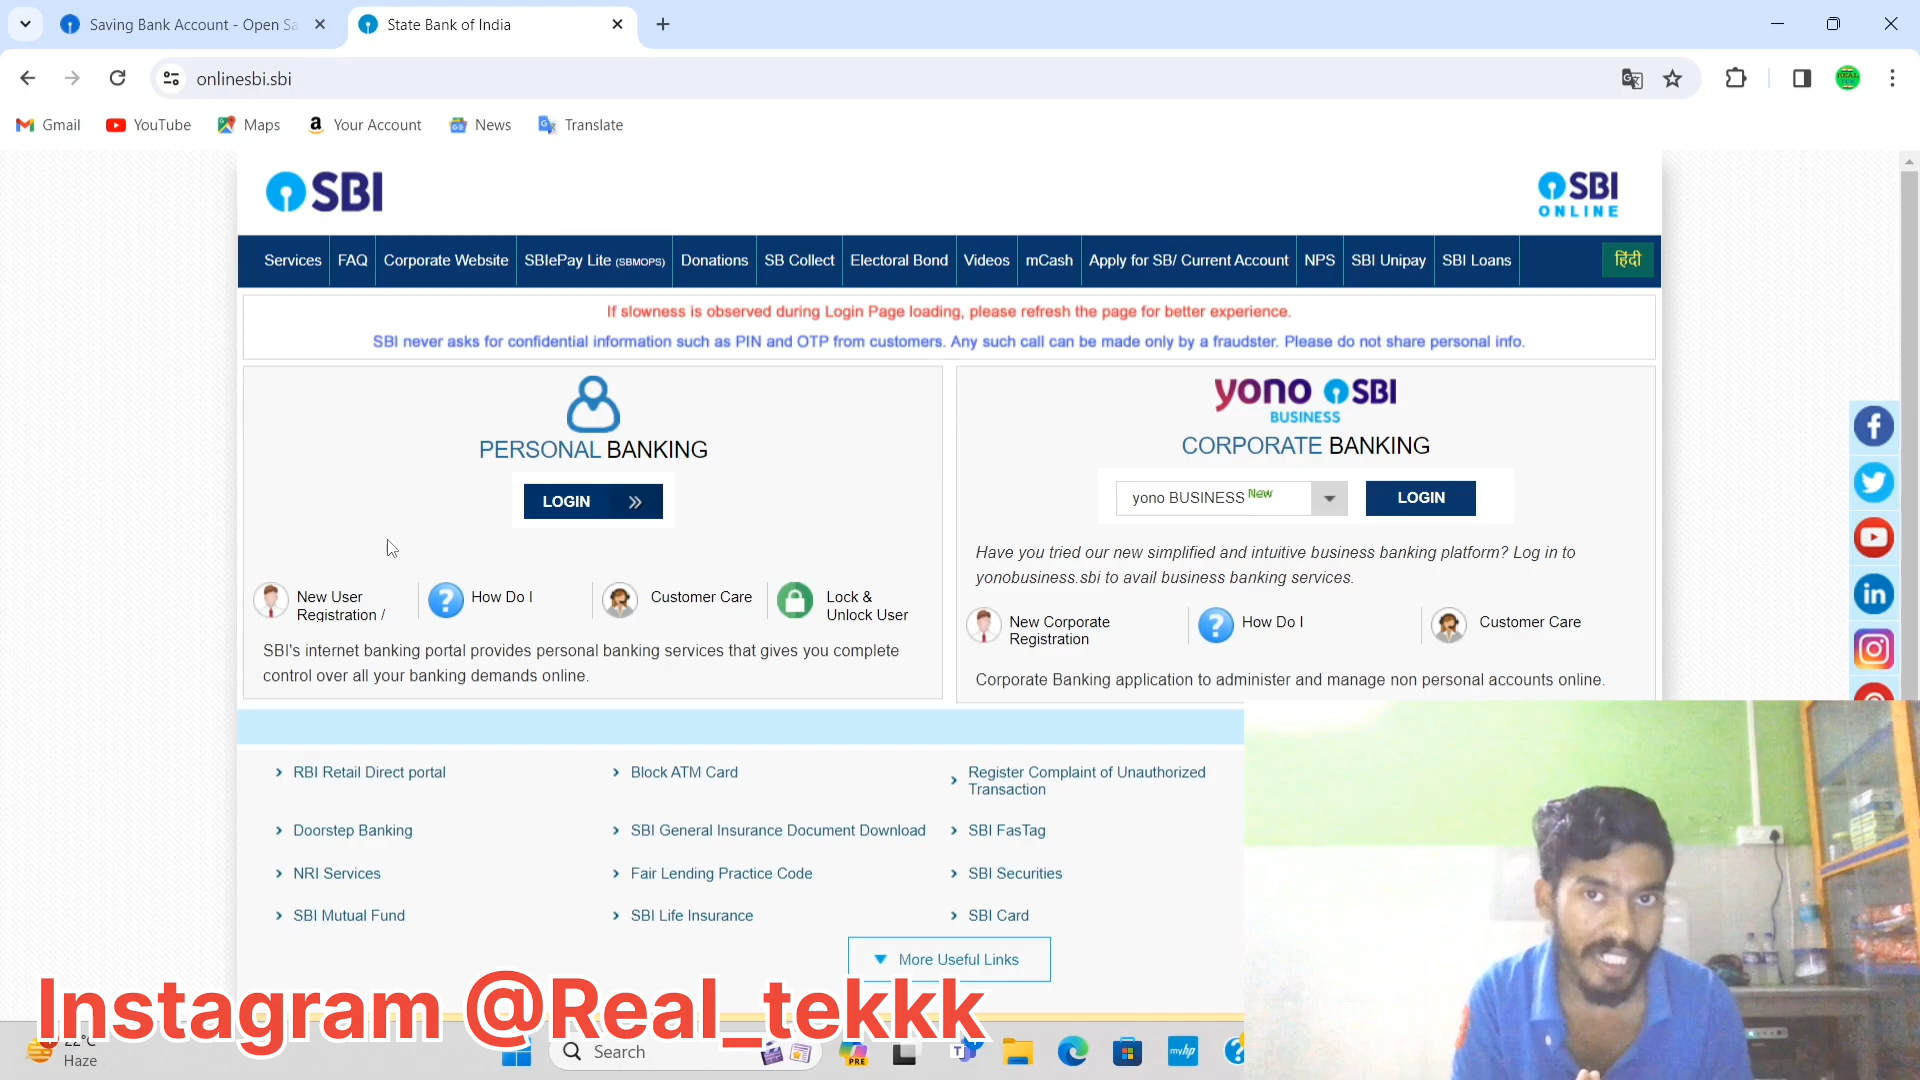 Saving Bank Account - Open Sa
State Bank of India
onlinesbi.sbi
Gmail
YouTube
Maps
Your Account
News
Translate
SBI
SBI
ONLINE
Services
FAQ
Corporate Website
SBIePay Lite (SBMOPS)
Donations
SB Collect
Electoral Bond
Videos
mCash
Apply for SB/ Current Account
NPS
SBI Unipay
SBI Loans
हिंदी
If slowness is observed during Login Page loading, please refresh the page for better experience.
SBI never asks for confidential information such as PIN and OTP from customers. Any such call can be made only by a fraudster. Please do not share personal info.
PERSONAL BANKING
LOGIN
New User
Registration /
How Do I
Customer Care
Lock &
Unlock User
SBI's internet banking portal provides personal banking services that gives you complete
control over all your banking demands online.
yono SBI
BUSINESS
CORPORATE BANKING
yono BUSINESS New
LOGIN
Have you tried our new simplified and intuitive business banking platform? Log in to
yonobusiness.sbi to avail business banking services.
New Corporate
Registration
How Do I
Customer Care
Corporate Banking application to administer and manage non personal accounts online.
RBI Retail Direct portal
Block ATM Card
Register Complaint of Unauthorized
Transaction
Doorstep Banking
SBI General Insurance Document Download
SBI FasTag
NRI Services
Fair Lending Practice Code
SBI Securities
SBI Mutual Fund
SBI Life Insurance
SBI Card
More Useful Links
Instagram @Real_tekkk
22°C
Haze
Search
PRE
myhp